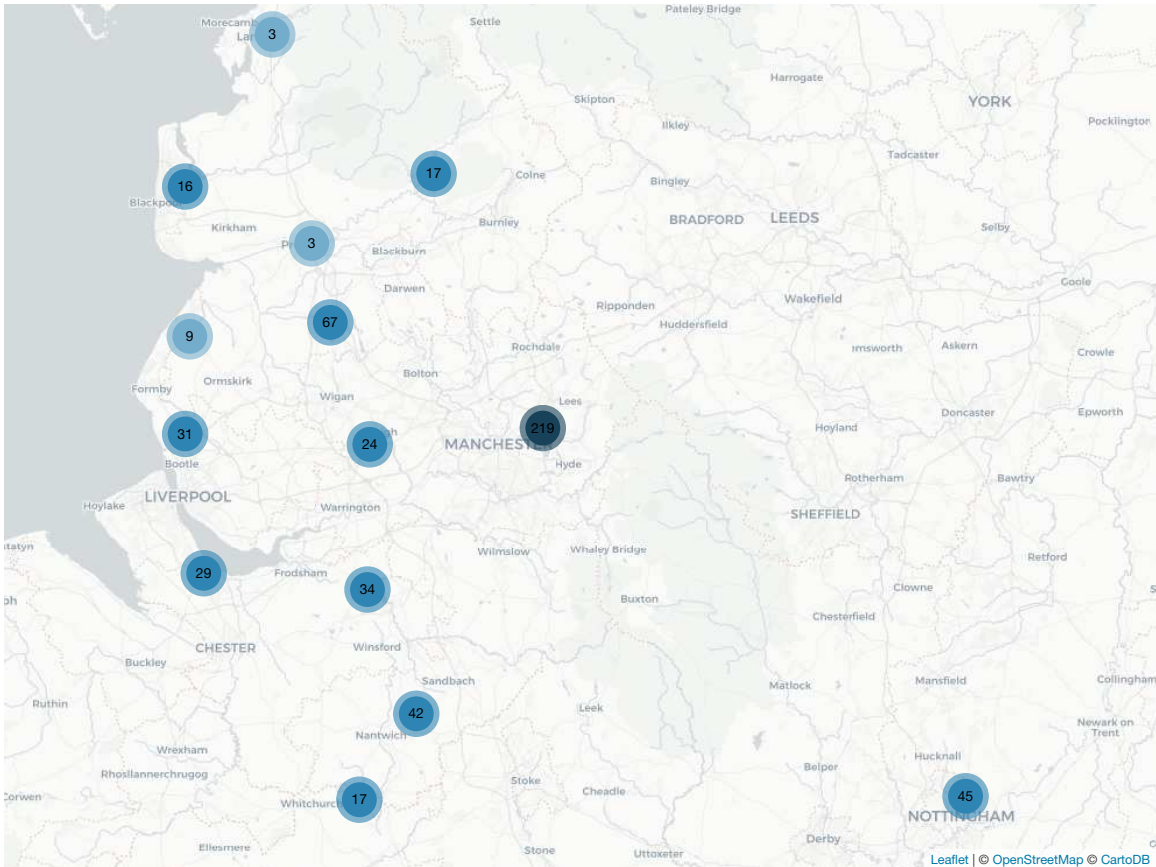 Pateley Bridge
Settle
3
Harrogate
Skipton
YORK
Pocklington
Ilkley
Tadcaster
17
Colne
Bingley
16
Burnley
BRADFORD
LEEDS
Kirkham
Selby
3
Blackburn
Goole
Darwen
Wakefield
Ripponden
67
Huddersfield
9
Rochdale
Askern
Crowle
Bolton
Ormskirk
Formby
Wigan
Lees
Doncaster
Epworth
219
Hoyland
31
24
Bootle
Hyde
Rotherham
Bawtry
LIVERPOOL
Hoylake
Warrington
SHEFFIELD
Wilmslow
Whaley Bridge
Retford
29
Frodsham
34
Clowne
Buxton
Chesterfield
CHESTER
Winsford
Buckley
Sandbach
Matlock
Mansfield
Collingham
Ruthin
Leek
42
Newark on
Trent
Nantwich
Wrexham
Hucknall
Rhosllannerchrugog
Belper
Stoke
Cheadle
Corwen
Whitchurch
17
45
NOTTINGHAM
Derby
Ellesmere
Stone
Uttoxeter
Leaflet | © OpenStreetMap © CartoDB